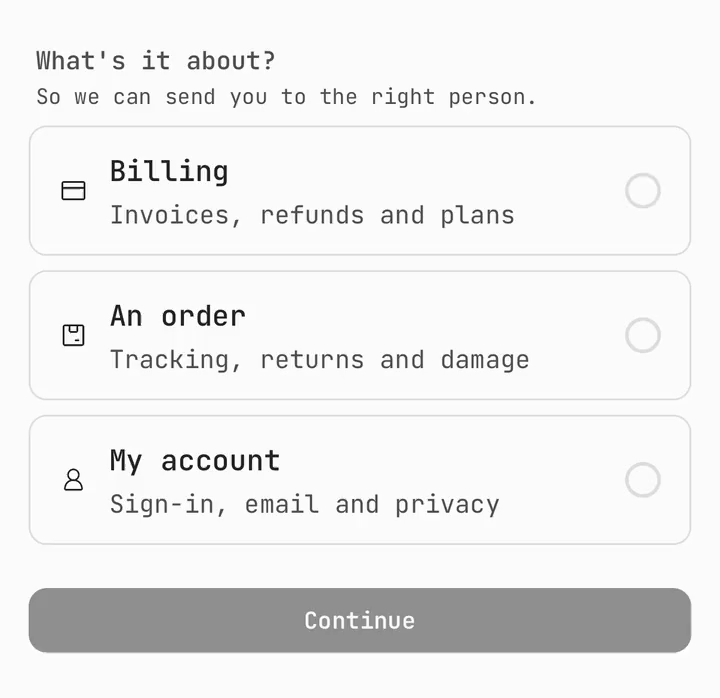 What's it about?
So we can send you to the right person.
Billing
Invoices, refunds and plans
An order
Tracking, returns and damage
My account
Sign-in, email and privacy
Continue